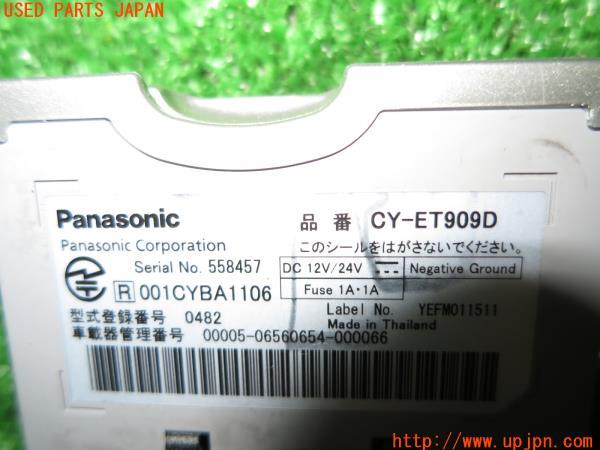 USED PARTS JAPAN
Panasonic
品番 CY-ET909D
Panasonic Corporation
このシールをはがさないでください。
Serial No. 558457
DC 12V/24V
Negative Ground
R 001CYBA1106
Fuse 1A・1A
Label No. YEFM011511
Made in Thailand
型式登録番号 0482
車載器管理番号 00005-06560654-000066
http://www.upjpn.com/